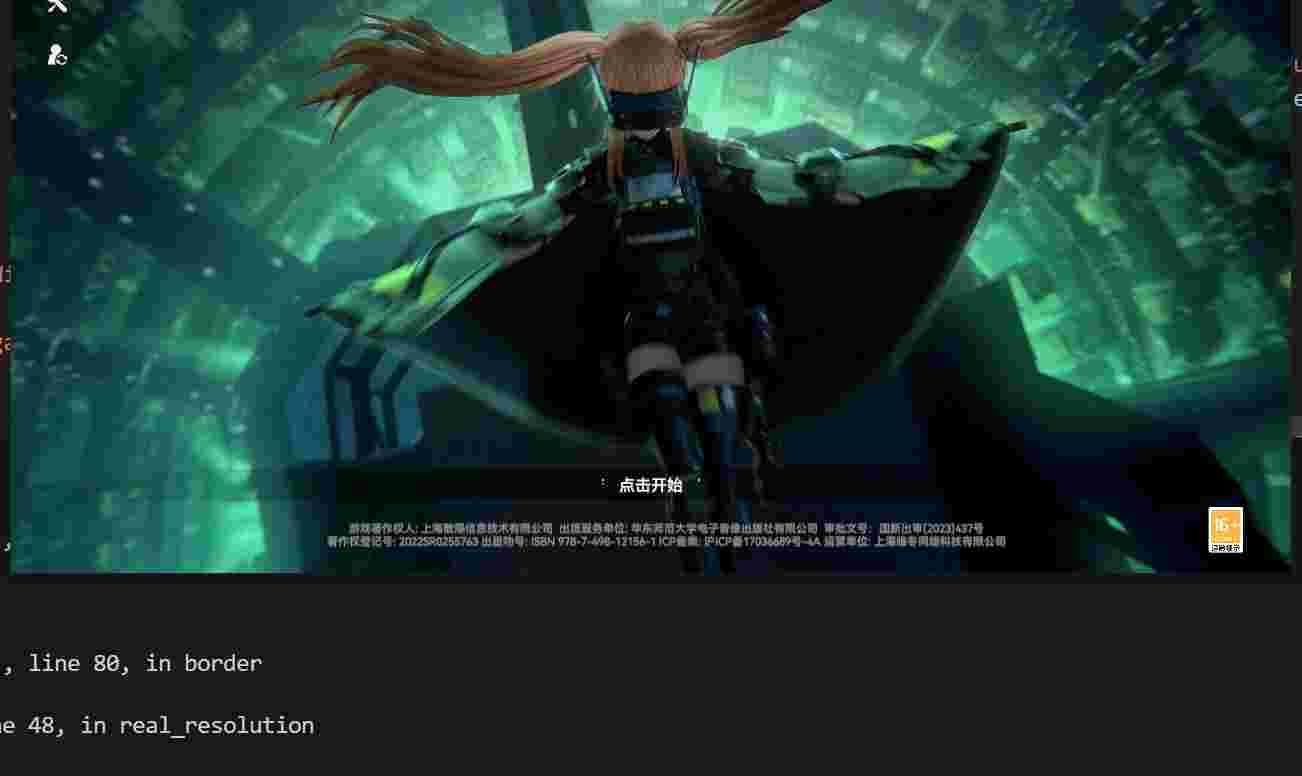 点击开始
游戏著作权人: 上海散爆信息技术有限公司 出版服务单位: 华东师范大学电子音像出版社有限公司 审批文号: 国新出审[2023]437号
著作权登记号: 2022SR0255763 出版物号: ISBN 978-7-498-12156-1 ICP备案: 沪ICP备17036689号-4A 运营单位: 上海暗夸网络科技有限公司
16+
适龄提示
, line 80, in border
e 48, in real_resolution